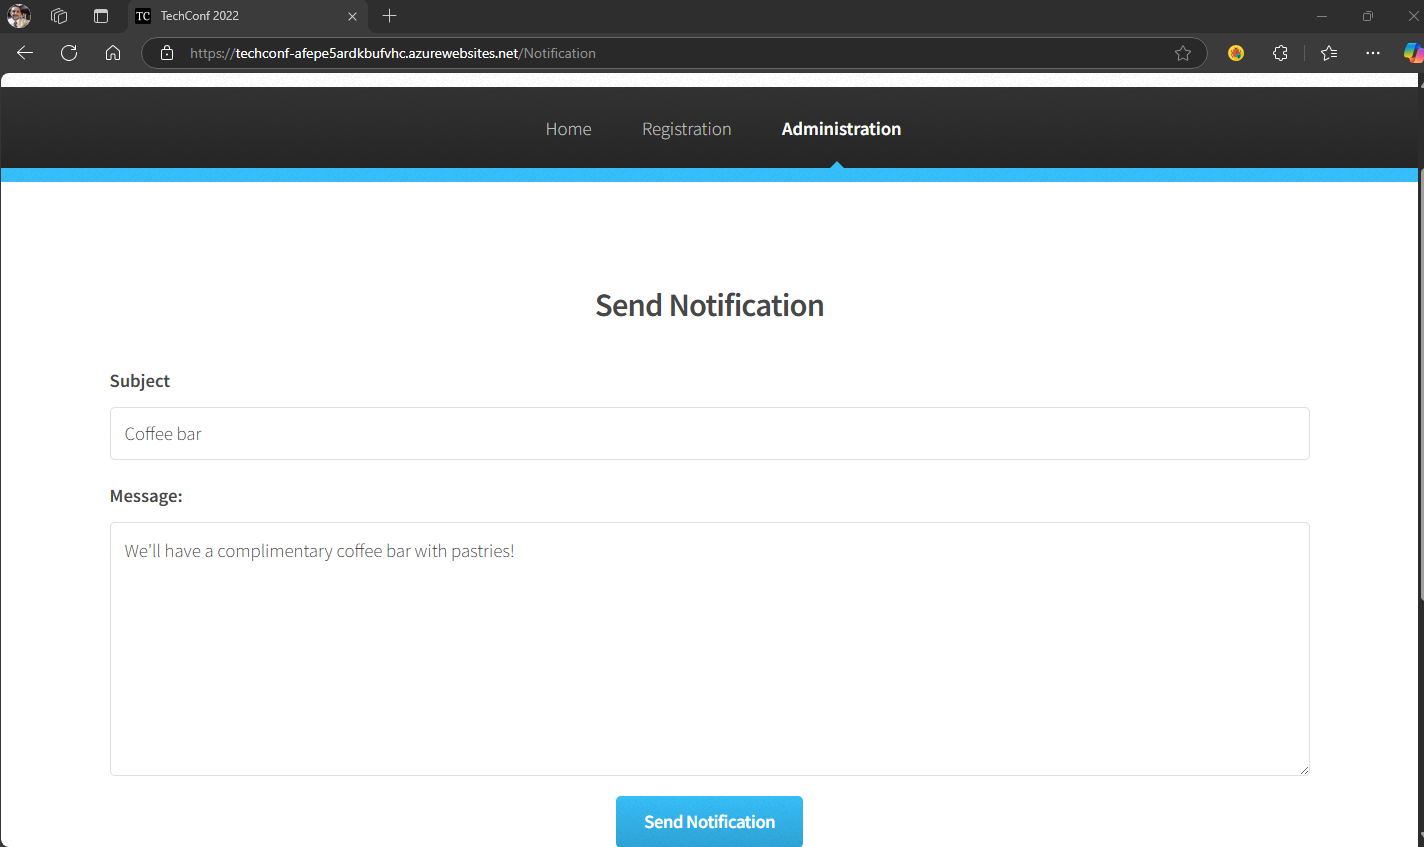 TC TechConf 2022
https://techconf-afepe5ardkbufvhc.azurewebsites.net/Notification
Home Registration Administration
Send Notification
Subject
Coffee bar
Message:
We'll have a complimentary coffee bar with pastries!
Send Notification